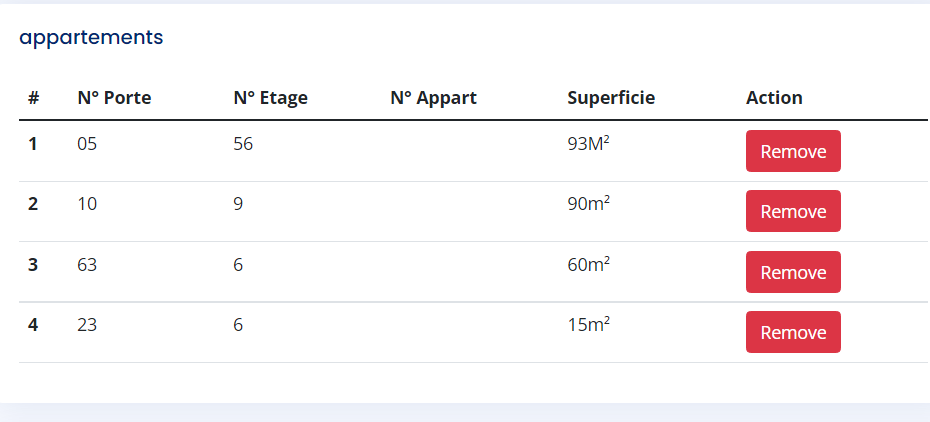 appartements
# N° Porte N° Etage N° Appart Superficie Action
1 05 56 93M² Remove
2 10 9 90m² Remove
3 63 6 60m² Remove
4 23 6 15m² Remove